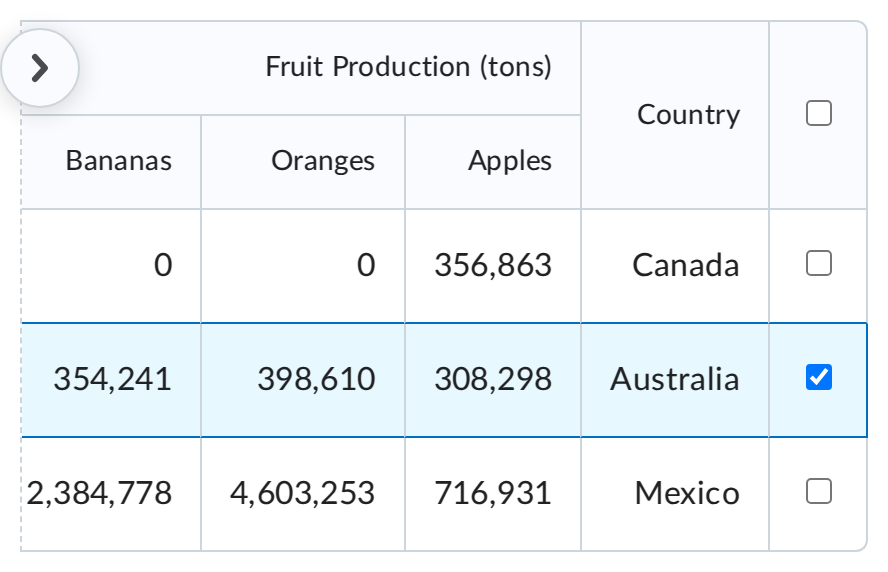 Fruit Production (tons)
Country
Bananas Oranges Apples
0 0 356,863 Canada
354,241 398,610 308,298 Australia
2,384,778 4,603,253 716,931 Mexico